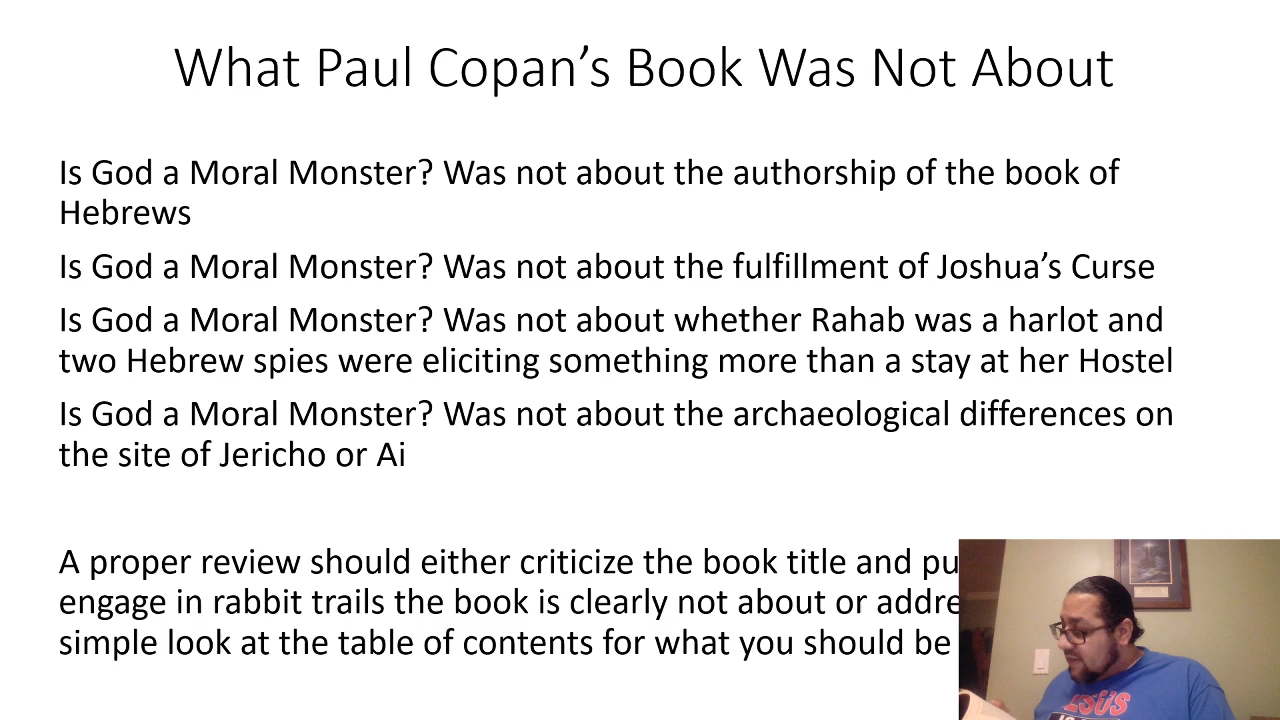 What Paul Copan's Book Was Not About
Is God a Moral Monster? Was not about the authorship of the book of
Hebrews
Is God a Moral Monster? Was not about the fulfillment of Joshua's Curse
Is God a Moral Monster? Was not about whether Rahab was a harlot and
two Hebrew spies were eliciting something more than a stay at her Hostel
Is God a Moral Monster? Was not about the archaeological differences on
the site of Jericho or Ai
A proper review should either criticize the book title and
engage in rabbit trails the book is clearly not about or
simple look at the table of contents for what you should be